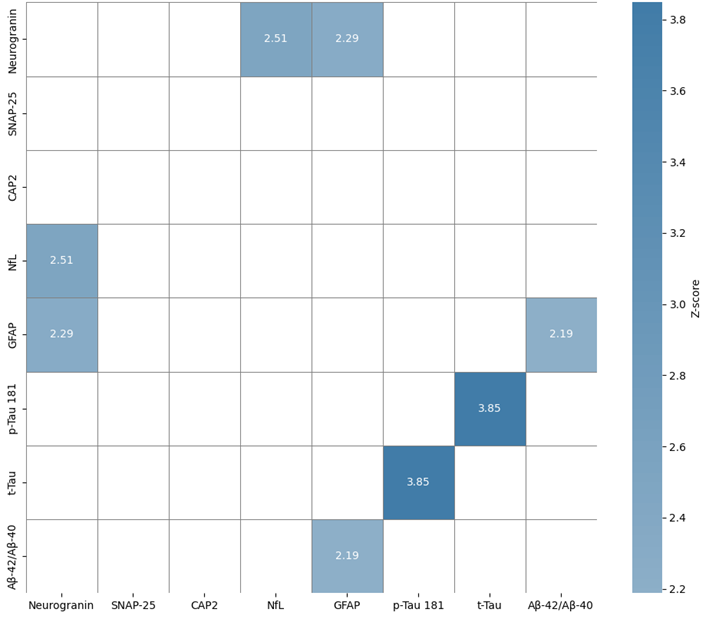 Neurogranin
SNAP-25
CAP2
NfL
GFAP
p-Tau 181
t-Tau
Aβ-42/Aβ-40
2.51 2.29
2.51
2.29 2.19
3.85
3.85
2.19
Neurogranin SNAP-25 CAP2 NfL GFAP p-Tau 181 t-Tau Aβ-42/Aβ-40
3.8
3.6
3.4
3.2
3.0
2.8
2.6
2.4
2.2
Z-score